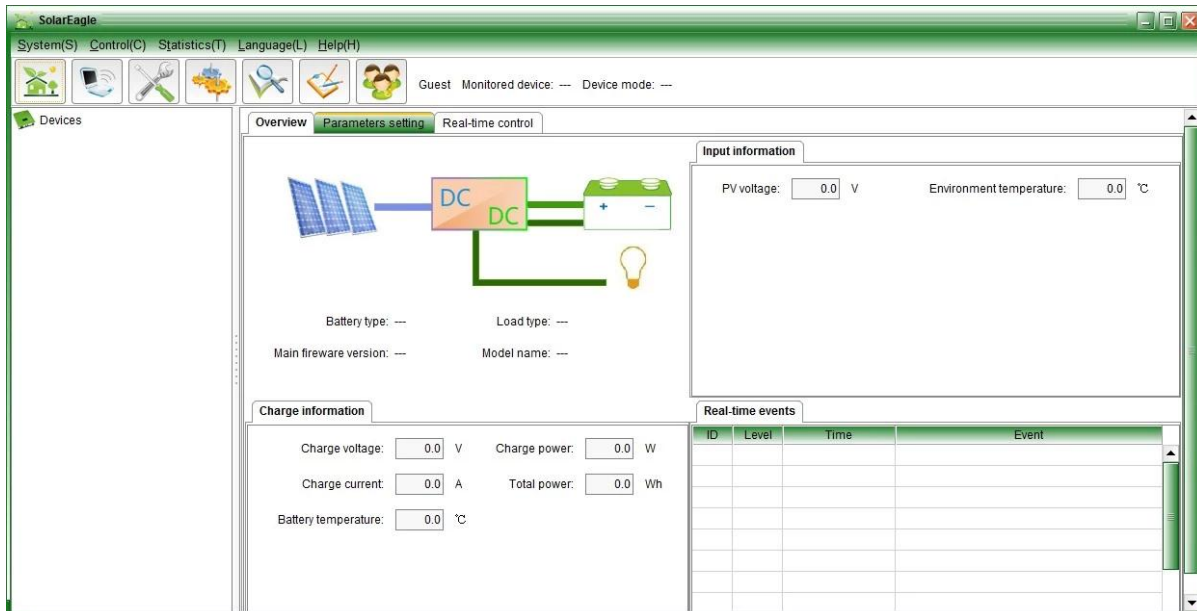 SolarEagle
System(S) Control(C) Statistics(T) Language(L) Help(H)
Guest Monitored device: --- Device mode: ---
Devices
Overview Parameters setting Real-time control
DC
DC
+ −
Battery type: --- Load type: ---
Main fireware version: --- Model name: ---
Input information
PV voltage: 0.0 V Environment temperature: 0.0 ℃
Charge information
Charge voltage: 0.0 V Charge power: 0.0 W
Charge current: 0.0 A Total power: 0.0 Wh
Battery temperature: 0.0 ℃
Real-time events
ID Level Time Event